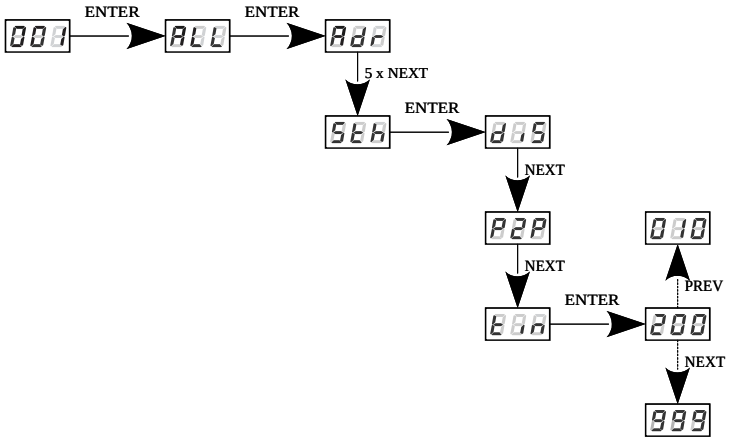 ENTER ENTER
001 ALL Adr
5 x NEXT
ENTER
Sth diS
NEXT
P2P 010
NEXT
PREV
ENTER
tin 200
NEXT
999